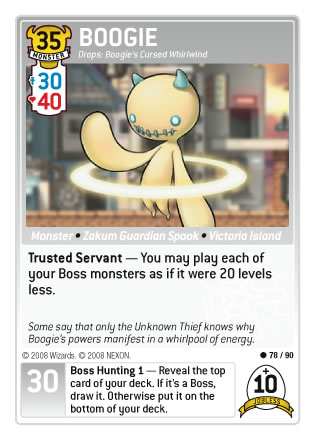 35
MONSTER
BOOGIE
Drops: Boogie's Cursed Whirlwind
30
40
Monster • Zakum Guardian Spook • Victoria Island
Trusted Servant — You may play each of
your Boss monsters as if it were 20 levels
less.
Some say that only the Unknown Thief knows why
Boogie's powers manifest in a whirlpool of energy.
© 2008 Wizards. © 2008 NEXON.
● 78 / 90
30
Boss Hunting 1 — Reveal the top
card of your deck. If it's a Boss,
draw it. Otherwise put it on the
bottom of your deck.
+
10
JOBLESS